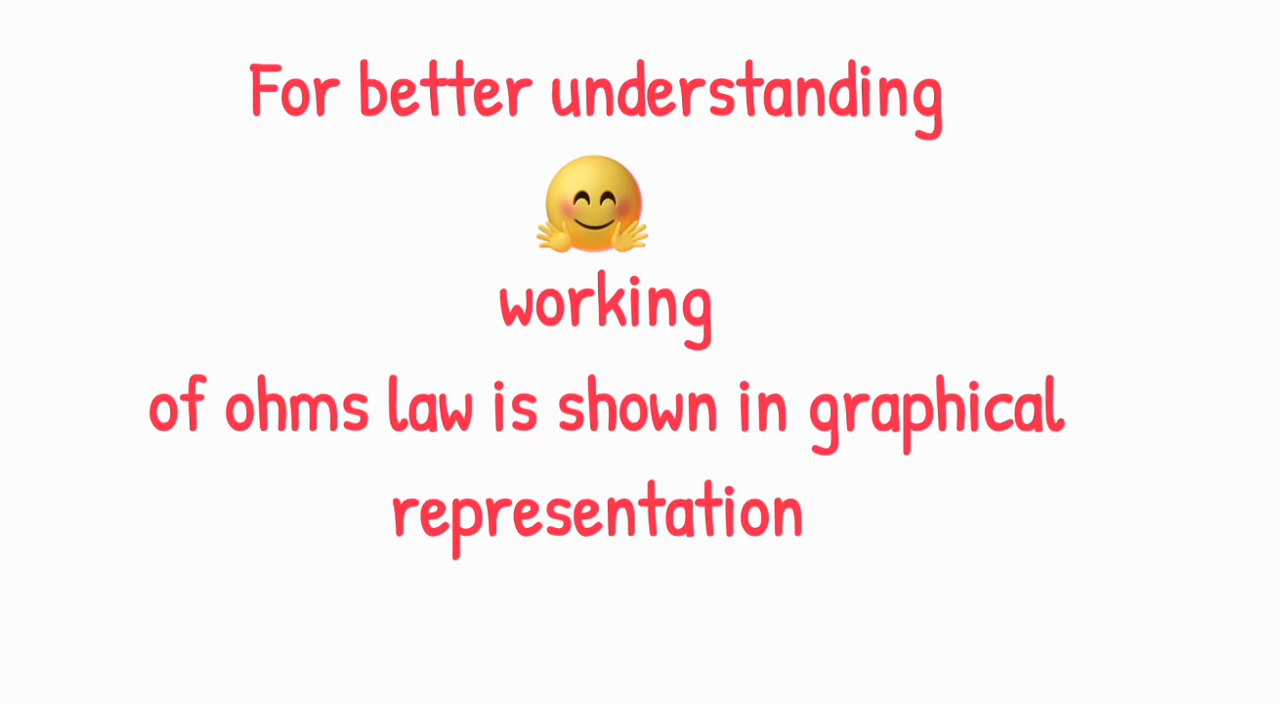 For better understanding
🤗
working
of ohms law is shown in graphical
representation